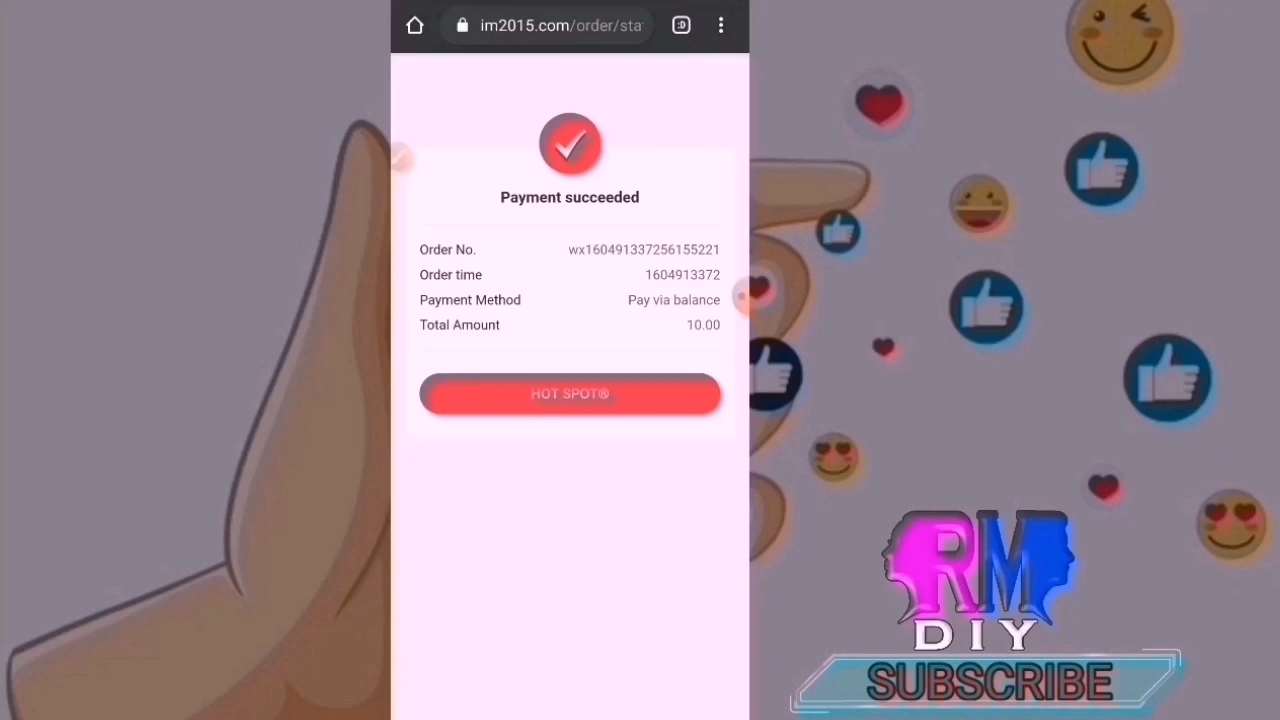 im2015.com/order/sta
:D
Payment succeeded
Order No. wx160491337256155221
Order time 1604913372
Payment Method Pay via balance
Total Amount 10.00
HOT SPOT®
RM
DIY
SUBSCRIBE